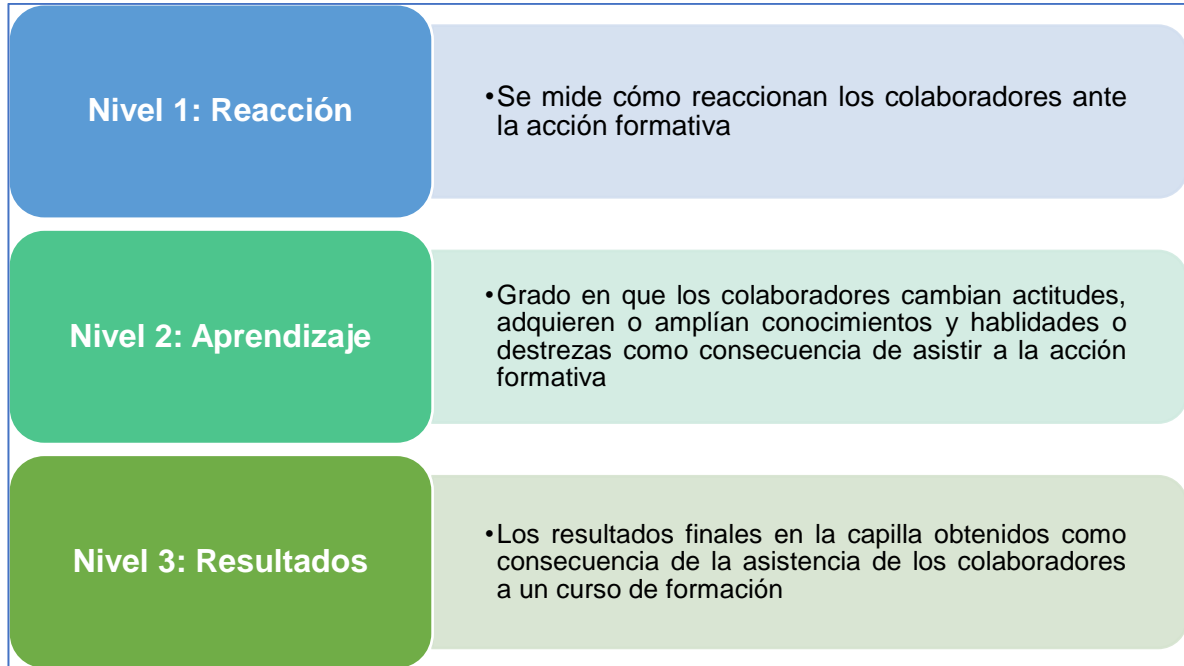 Nivel 1: Reacción
•Se mide cómo reaccionan los colaboradores ante
la acción formativa
Nivel 2: Aprendizaje
•Grado en que los colaboradores cambian actitudes,
adquieren o amplían conocimientos y hablidades o
destrezas como consecuencia de asistir a la acción
formativa
Nivel 3: Resultados
•Los resultados finales en la capilla obtenidos como
consecuencia de la asistencia de los colaboradores
a un curso de formación